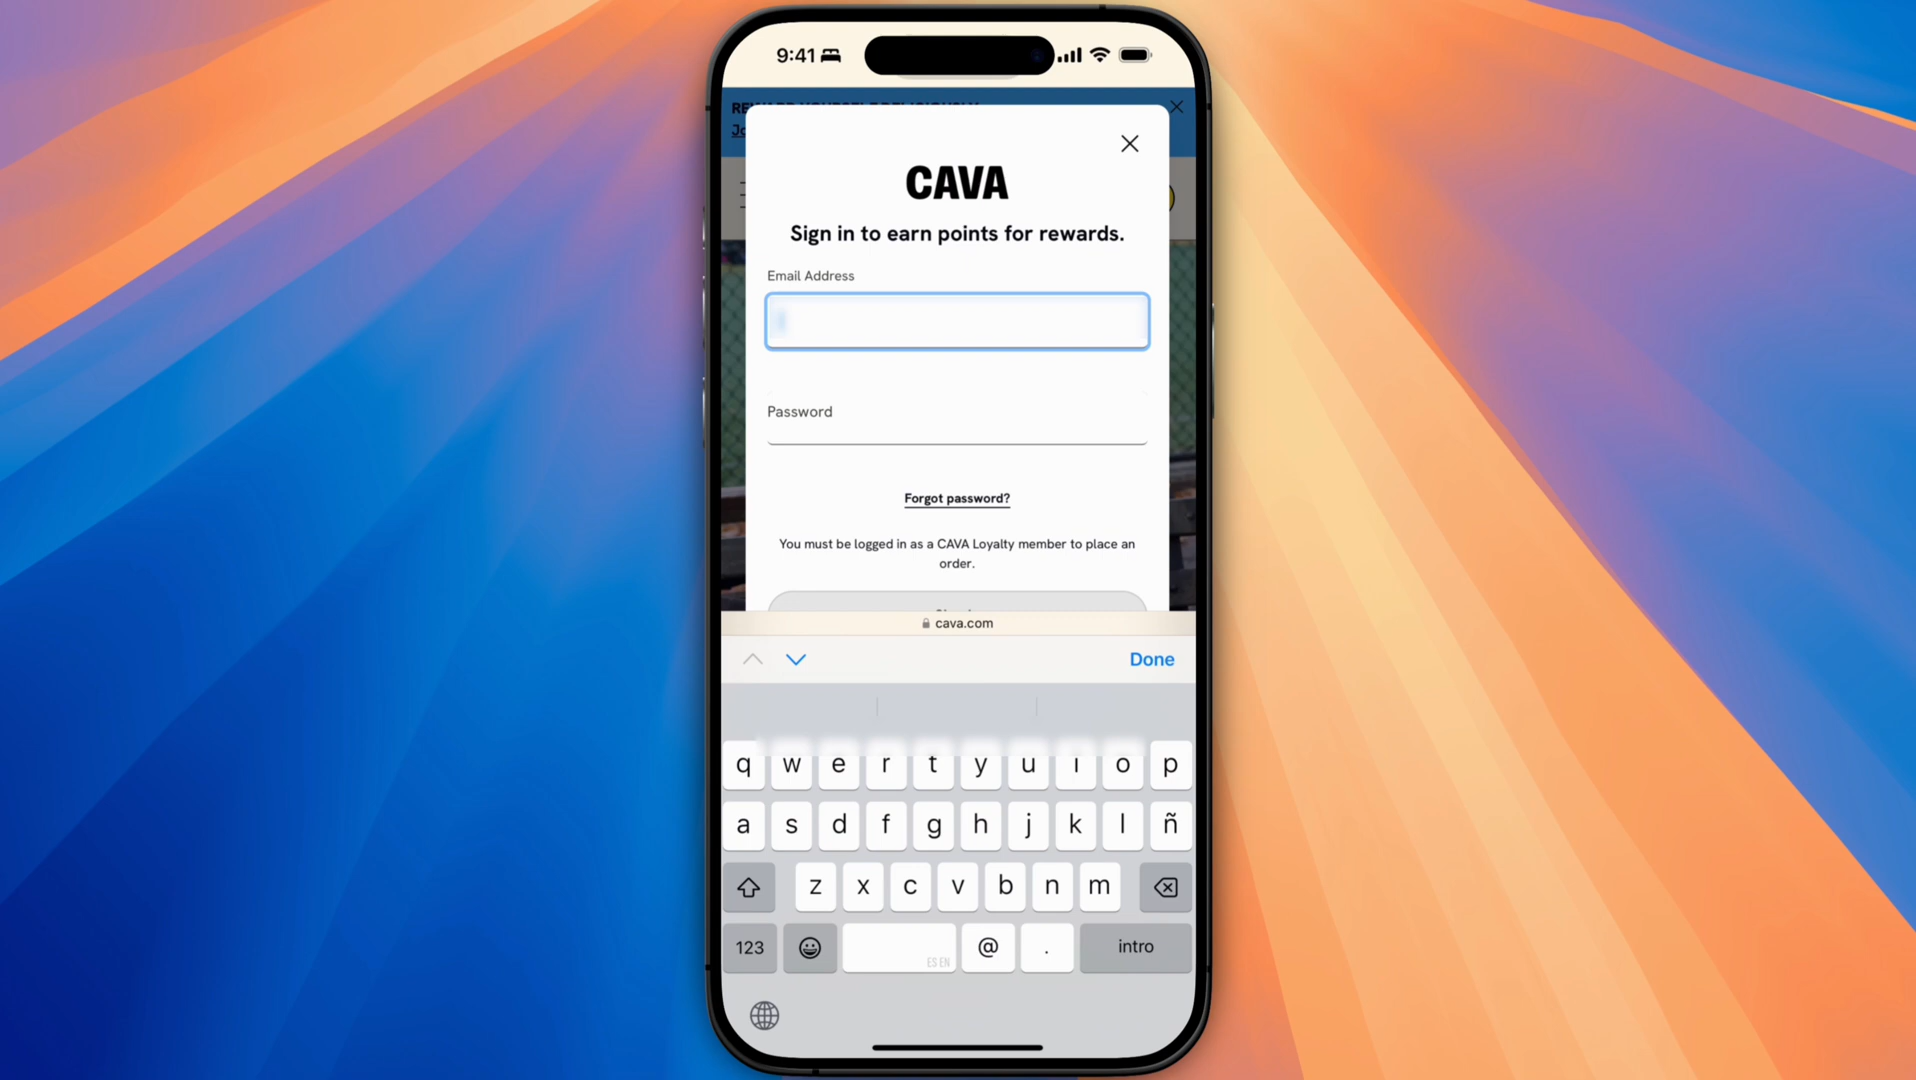 9:41
CAVA
Sign in to earn points for rewards.
Email Address
Password
Forgot password?
You must be logged in as a CAVA Loyalty member to place an
order.
cava.com
Done
q w e r t y u i o p
a s d f g h j k l ñ
z x c v b n m
123 @ . intro
ES EN